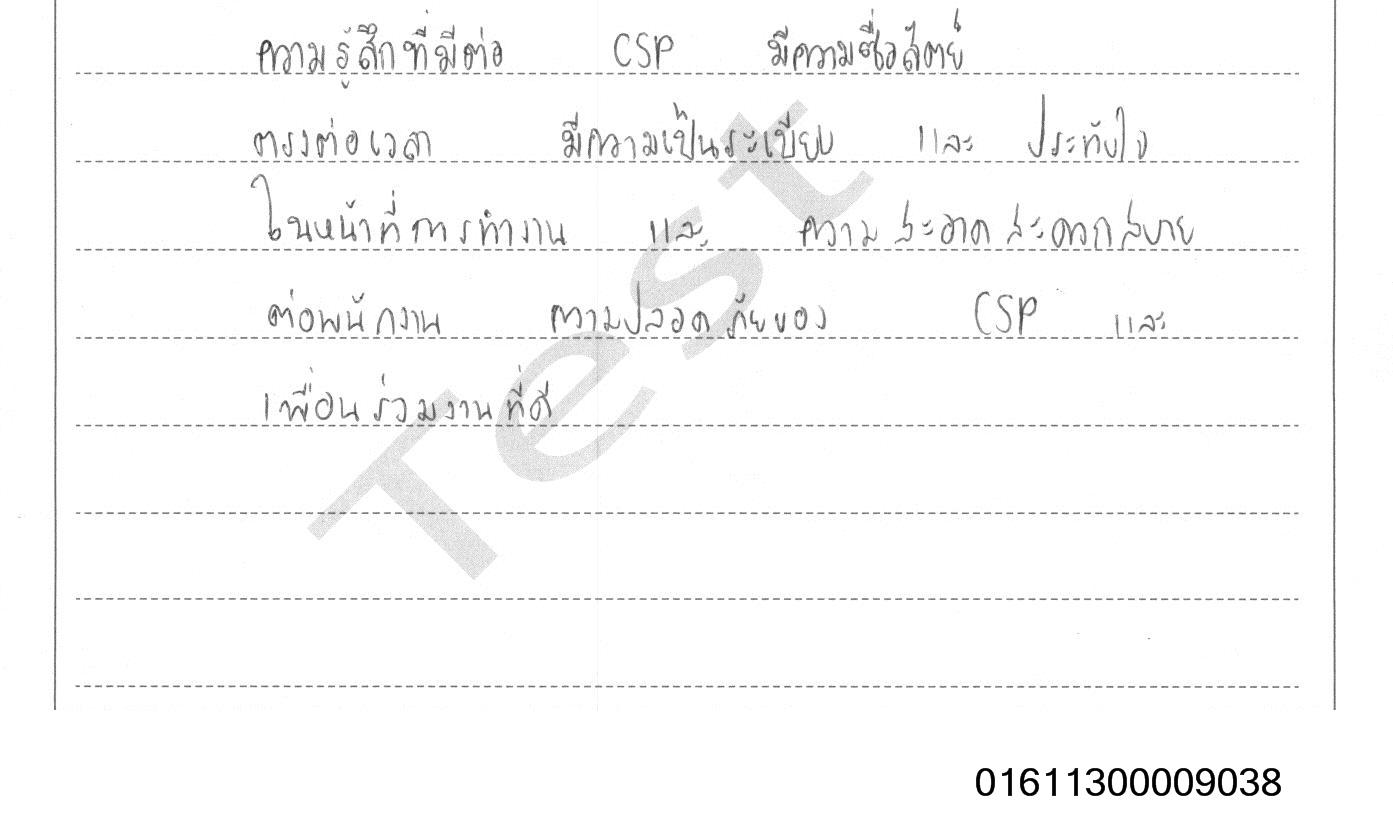 ความรู้สึกที่มีต่อ CSP มีความซื่อสัตย์
ตรงต่อเวลา มีความเป็นระเบียบ และ ประทับใจ
ในหน้าที่การทำงาน และ ความสะอาด สะดวกสบาย
ต่อพนักงาน ความปลอดภัยของ CSP และ
เพื่อนร่วมงานที่ดี
Test
01611300009038